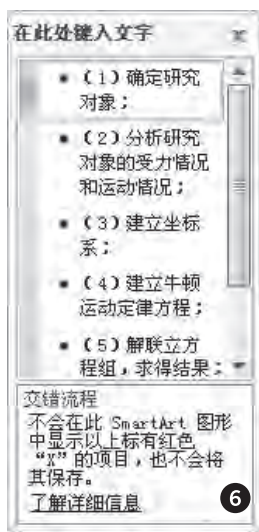 在此处键入文字
（1）确定研究
对象；
（2）分析研究
对象的受力情况
和运动情况；
（3）建立坐标
系；
（4）建立牛顿
运动定律方程；
（5）解联立方
程组，求得结果；
交错流程
不会在此 SmartArt 图形
中显示以上标有红色
“X” 的项目，也不会将
其保存。
了解详细信息
6